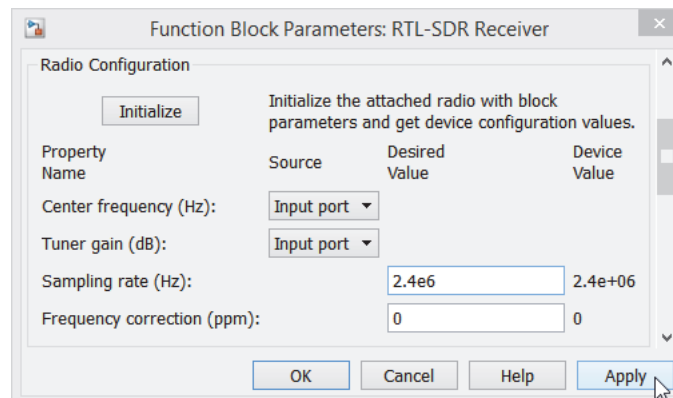 Function Block Parameters: RTL-SDR Receiver
Radio Configuration
Initialize
Initialize the attached radio with block
parameters and get device configuration values.
Property Name Source Desired Value Device Value
Center frequency (Hz): Input port
Tuner gain (dB): Input port
Sampling rate (Hz): 2.4e6 2.4e+06
Frequency correction (ppm): 0 0
OK Cancel Help Apply